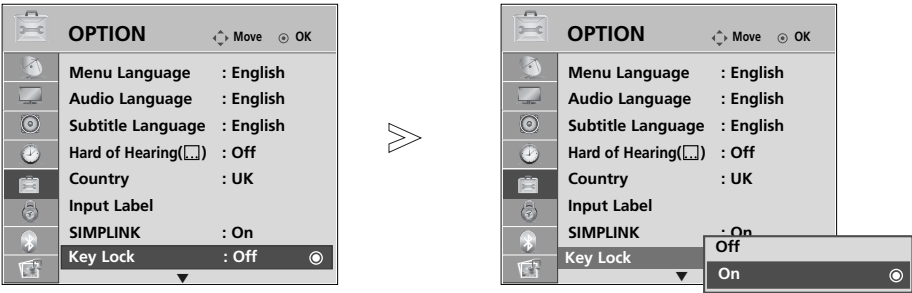 OPTION Move OK
Menu Language : English
Audio Language : English
Subtitle Language : English
Hard of Hearing(...) : Off
Country : UK
Input Label
SIMPLINK : On
Key Lock : Off
OPTION Move OK
Menu Language : English
Audio Language : English
Subtitle Language : English
Hard of Hearing(...) : Off
Country : UK
Input Label
SIMPLINK : On
Key Lock
Off
On